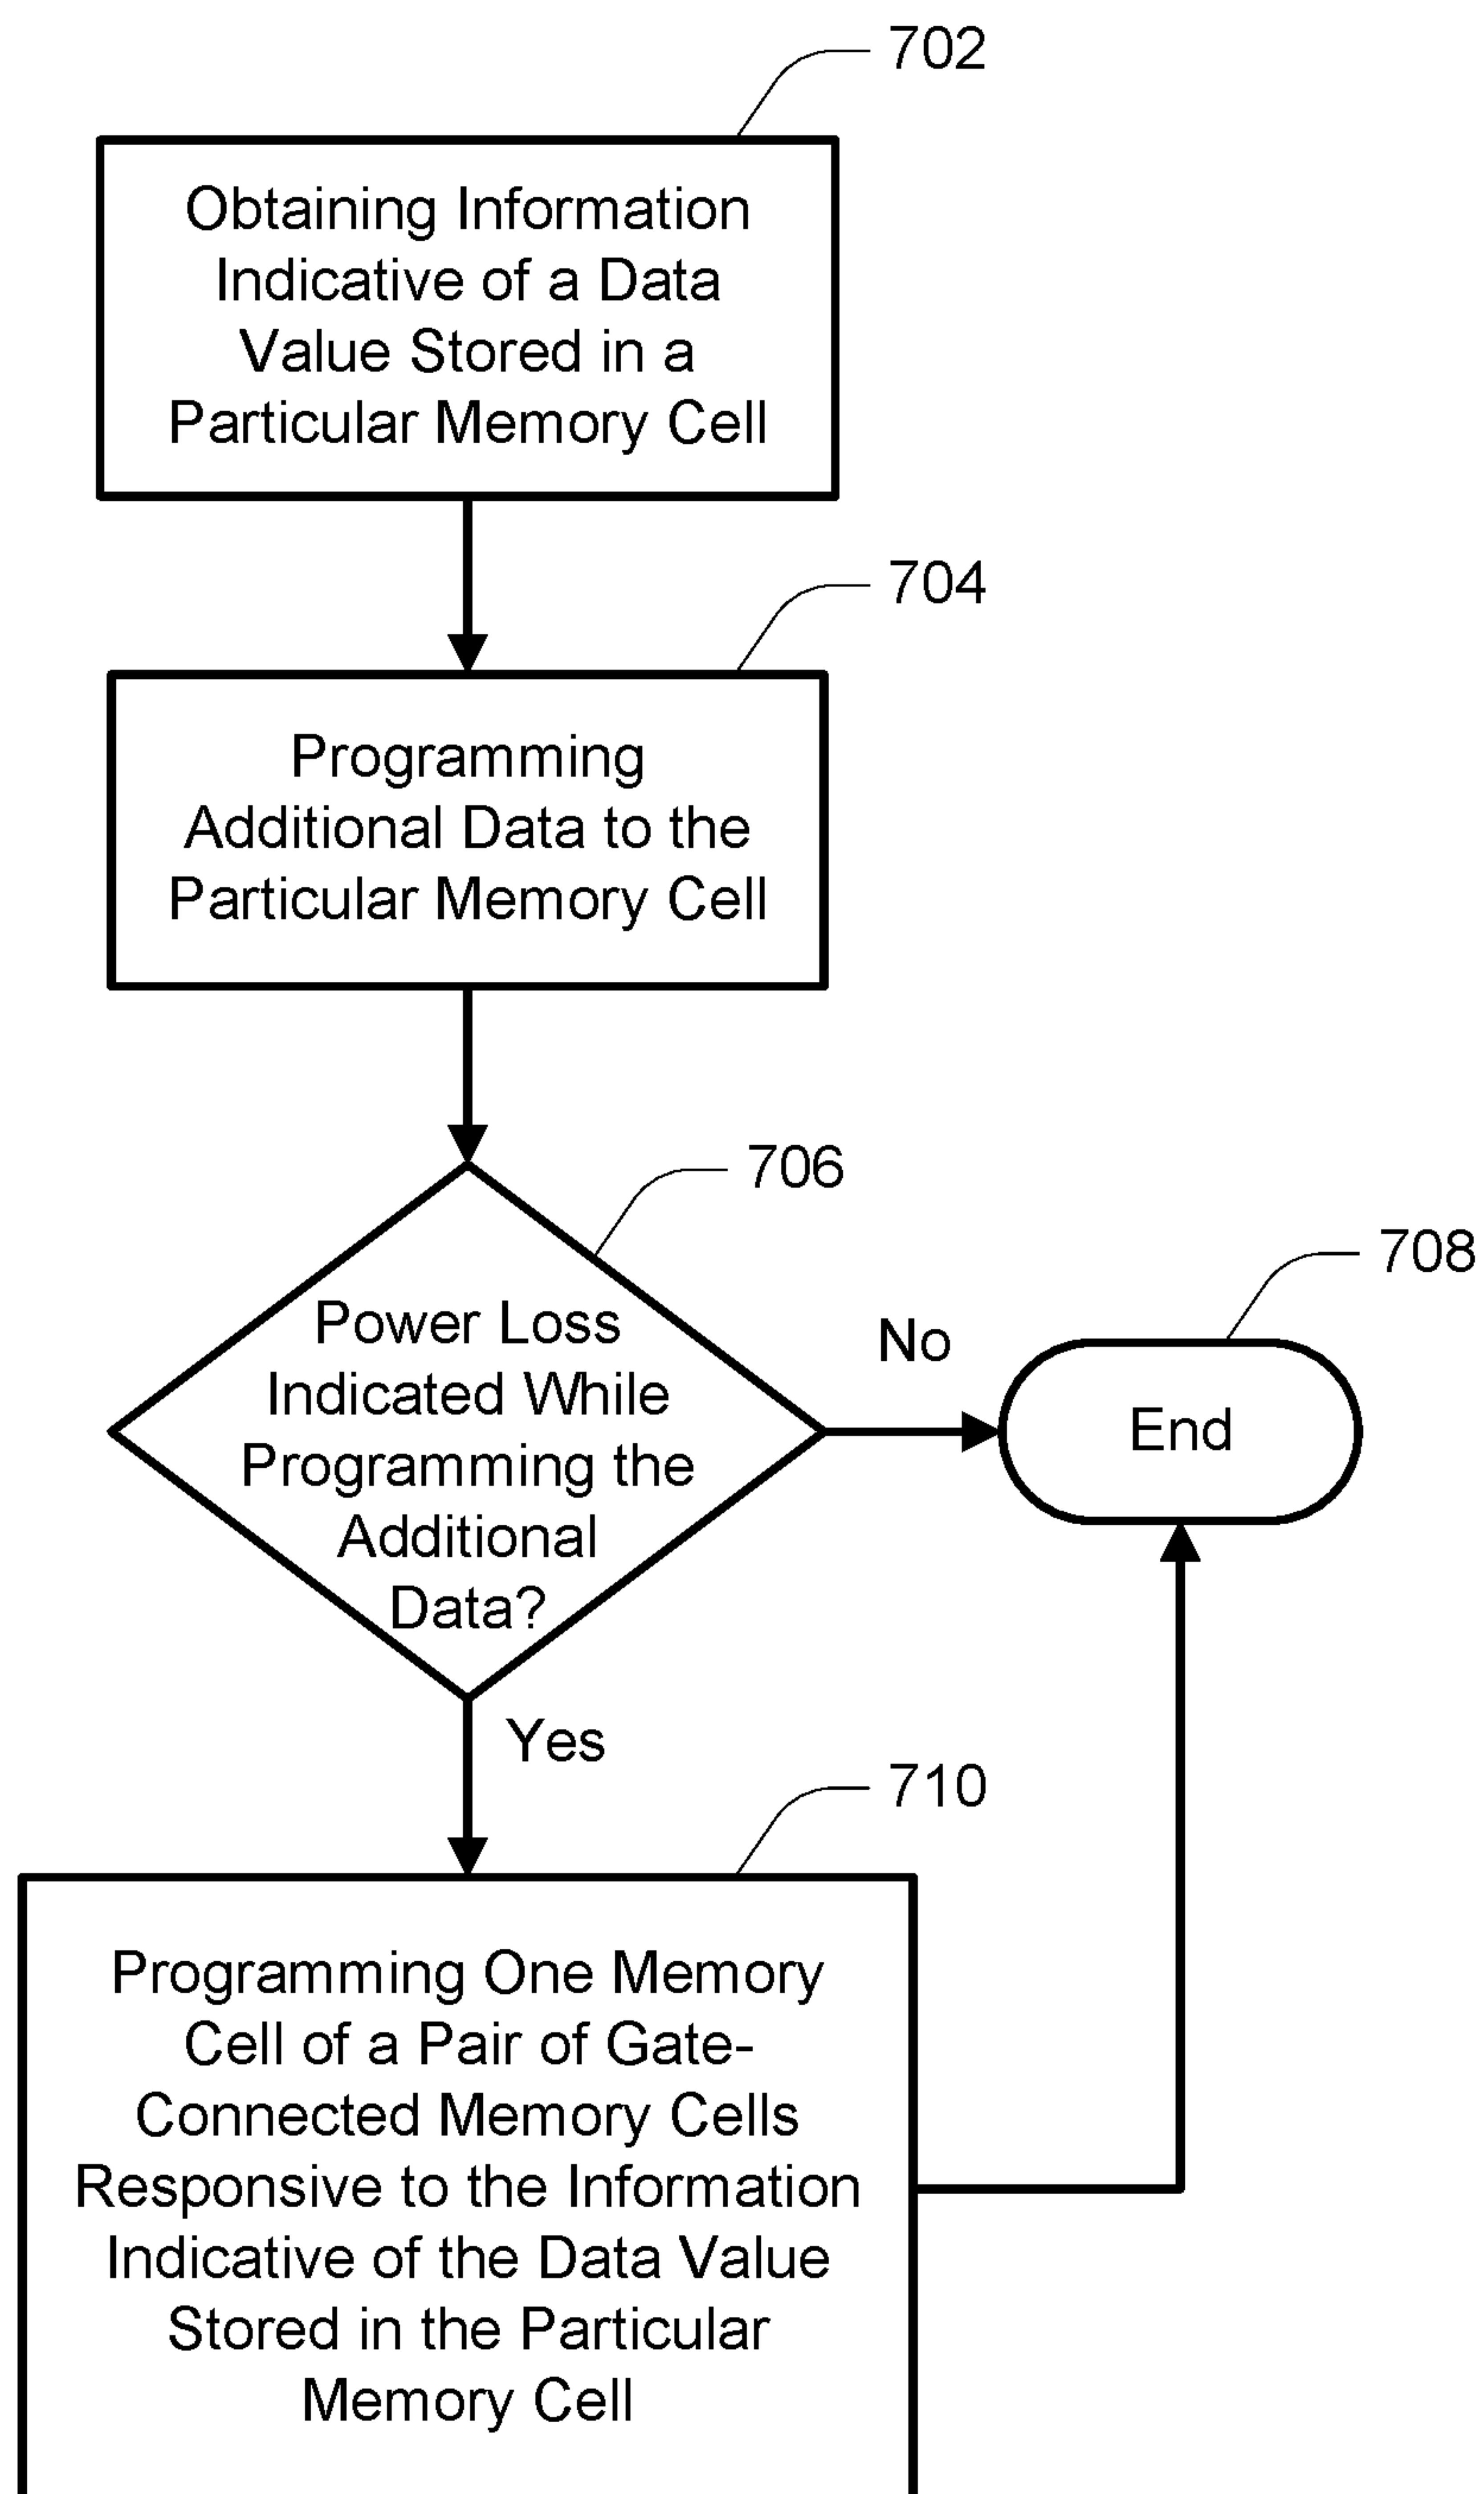 702
Obtaining Information
Indicative of a Data
Value Stored in a
Particular Memory Cell
704
Programming
Additional Data to the
Particular Memory Cell
706
Power Loss
Indicated While
Programming the
Additional
Data?
No
708
End
Yes
710
Programming One Memory
Cell of a Pair of Gate-
Connected Memory Cells
Responsive to the Information
Indicative of the Data Value
Stored in the Particular
Memory Cell